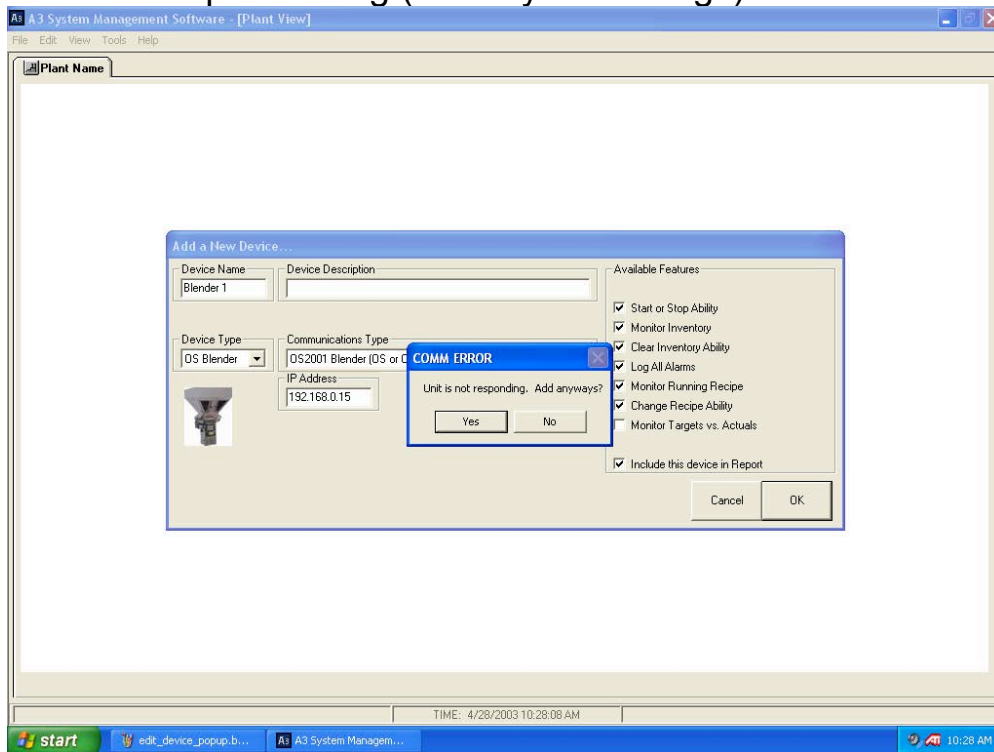 A3 A3 System Management Software - [Plant View]
File Edit View Tools Help
Plant Name
Add a New Device...
Device Name
Device Description
Available Features
Blender 1
Start or Stop Ability
Monitor Inventory
Device Type
Communications Type
Clear Inventory Ability
OS Blender
OS2001 Blender (OS or
COMM ERROR
Log All Alarms
IP Address
Unit is not responding. Add anyways?
Monitor Running Recipe
192.168.0.15
Change Recipe Ability
Yes No
Monitor Targets vs. Actuals
Include this device in Report
Cancel OK
TIME: 4/28/2003 10:28:08 AM
start edit_device_popup.b... A3 A3 System Managem... 10:28 AM